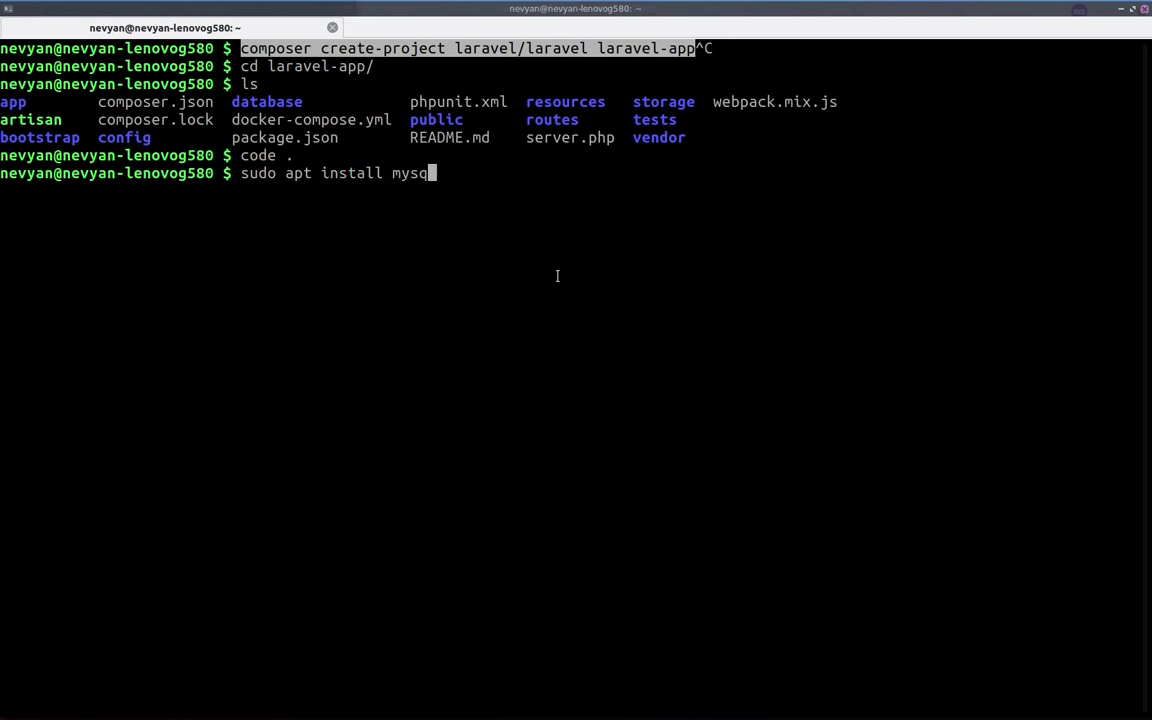 nevyan@nevyan-lenovog580: ~
nevyan@nevyan-lenovog580: ~
nevyan@nevyan-lenovog580 $ composer create-project laravel/laravel laravel-app^C
nevyan@nevyan-lenovog580 $ cd laravel-app/
nevyan@nevyan-lenovog580 $ ls
app composer.json database phpunit.xml resources storage webpack.mix.js
artisan composer.lock docker-compose.yml public routes tests
bootstrap config package.json README.md server.php vendor
nevyan@nevyan-lenovog580 $ code .
nevyan@nevyan-lenovog580 $ sudo apt install mysq